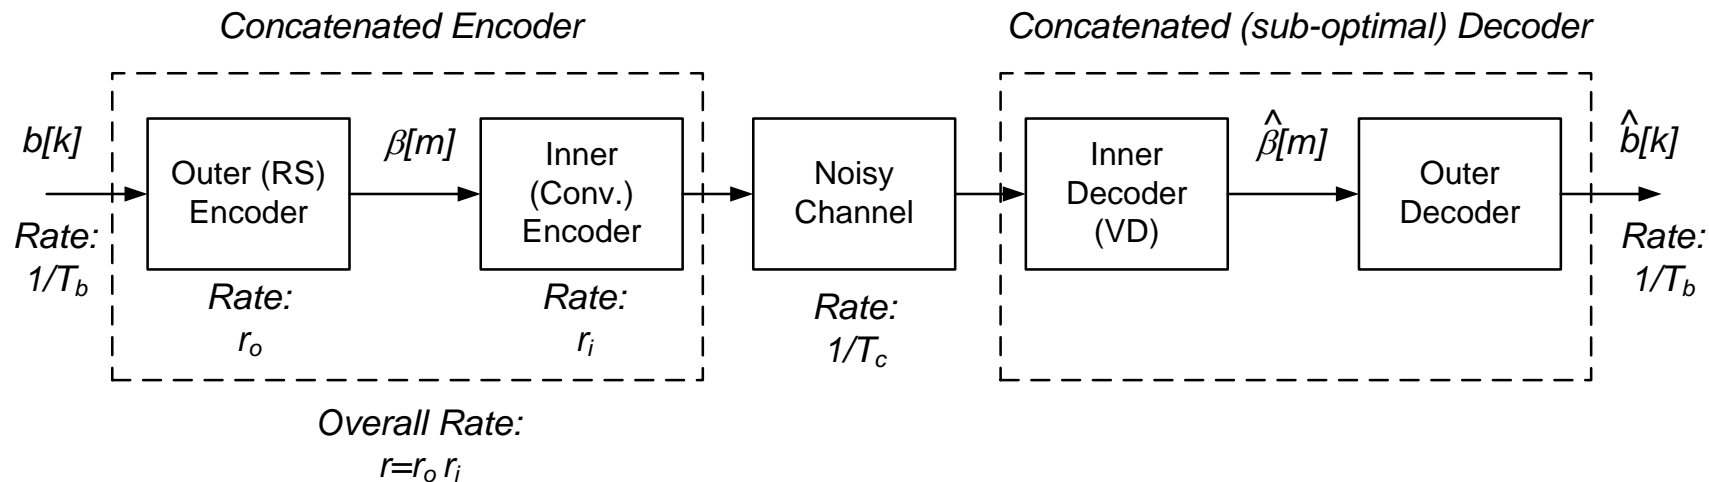 Concatenated Encoder
Concatenated (sub-optimal) Decoder
b[k]
Rate:
1/T_b
Outer (RS)
Encoder
Rate:
r_o
β[m]
Inner
(Conv.)
Encoder
Rate:
r_i
Overall Rate:
r=r_o r_i
Noisy
Channel
Rate:
1/T_c
Inner
Decoder
(VD)
β̂[m]
Outer
Decoder
b̂[k]
Rate:
1/T_b